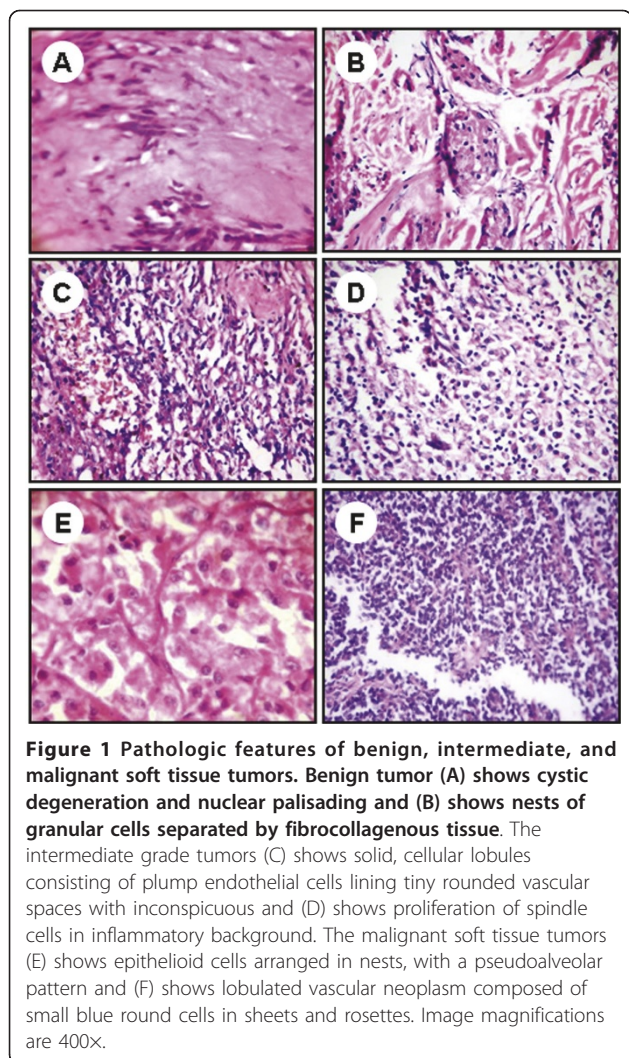 A
B
C
D
E
F
Figure 1 Pathologic features of benign, intermediate, and
malignant soft tissue tumors. Benign tumor (A) shows cystic
degeneration and nuclear palisading and (B) shows nests of
granular cells separated by fibrocollagenous tissue. The
intermediate grade tumors (C) shows solid, cellular lobules
consisting of plump endothelial cells lining tiny rounded vascular
spaces with inconspicuous and (D) shows proliferation of spindle
cells in inflammatory background. The malignant soft tissue tumors
(E) shows epithelioid cells arranged in nests, with a pseudoalveolar
pattern and (F) shows lobulated vascular neoplasm composed of
small blue round cells in sheets and rosettes. Image magnifications
are 400×.